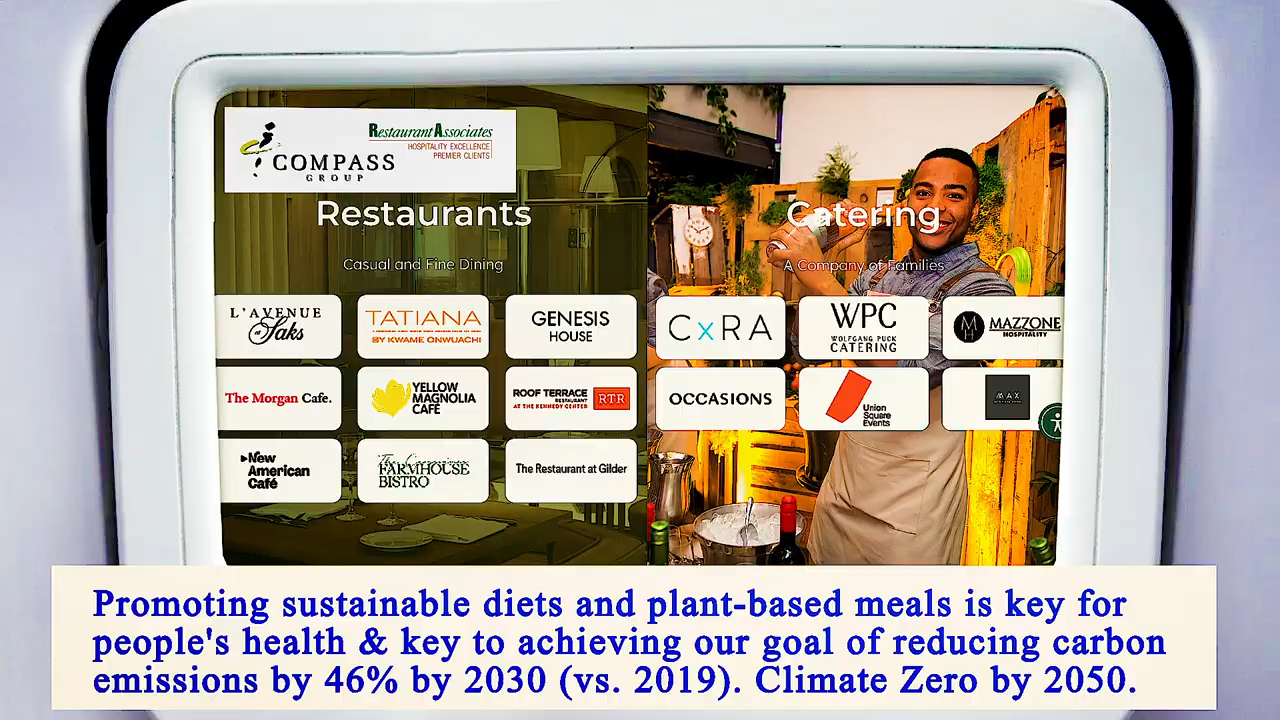 COMPASS
GROUP
Restaurant Associates
HOSPITALITY EXCELLENCE
PREMIER CLIENTS
Restaurants
Casual and Fine Dining
L'AVENUE
at Saks
TATIANA
BY KWAME ONWUACHI
GENESIS
HOUSE
The Morgan Cafe.
YELLOW
MAGNOLIA
CAFÉ
ROOF TERRACE
RESTAURANT
AT THE KENNEDY CENTER
RTR
New
American
Café
FARMHOUSE
BISTRO
The Restaurant at Gilder
Catering
A Company of Families
CxRA
WPC
WOLFGANG PUCK
CATERING
MH
MAZZONE
HOSPITALITY
OCCASIONS
Union
Square
Events
MAX
Promoting sustainable diets and plant-based meals is key for
people's health & key to achieving our goal of reducing carbon
emissions by 46% by 2030 (vs. 2019). Climate Zero by 2050.